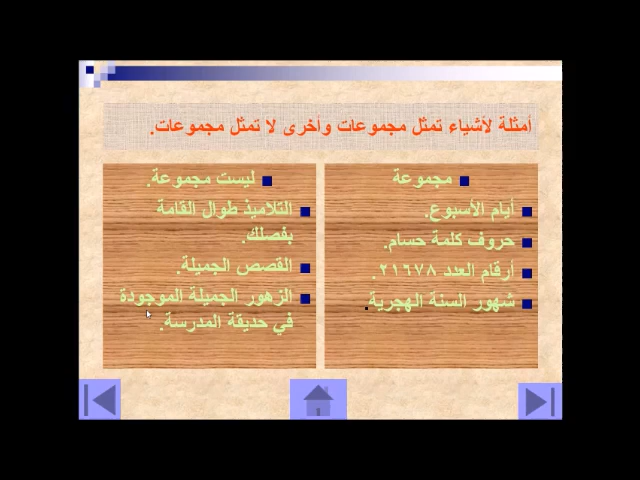 أمثلة لأشياء تمثل مجموعات وأخرى لا تمثل مجموعات.
مجموعة
أيام الأسبوع.
حروف كلمة حسام.
أرقام العدد ٢١٦٧٨.
شهور السنة الهجرية.
ليست مجموعة.
التلاميذ طوال القامة
بفصلك.
القصص الجميلة.
الزهور الجميلة الموجودة
في حديقة المدرسة.